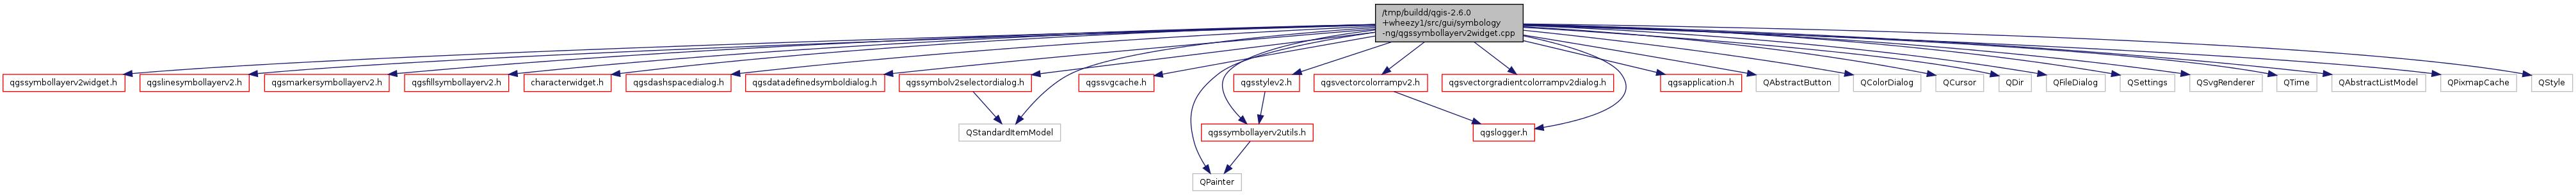 /tmp/buildd/qgis-2.6.0
+wheezy1/src/gui/symbology
-ng/qgssymbollayerv2widget.cpp
qgssymbollayerv2widget.h
qgslinesymbollayerv2.h
qgsmarkersymbollayerv2.h
qgsfillsymbollayerv2.h
characterwidget.h
qgsdashspacedialog.h
qgsdatadefinedsymboldialog.h
qgssymbolv2selectordialog.h
qgssvgcache.h
qgsstylev2.h
qgsvectorcolorrampv2.h
qgsvectorgradientcolorrampv2dialog.h
qgsapplication.h
QAbstractButton
QColorDialog
QCursor
QDir
QFileDialog
QSettings
QSvgRenderer
QTime
QAbstractListModel
QPixmapCache
QStyle
QStandardItemModel
qgssymbollayerv2utils.h
qgslogger.h
QPainter